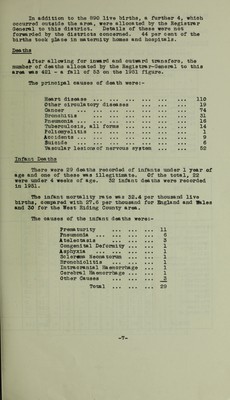 In addition to the 896 live births, a further 4, which
occurred outside the area, were allocated by the Registrar
General to this district. Details of these were not
forwarded by the districts concerned. 44 per cent of the
births took place in maternity homes and hospitals.
Deaths
After allowing for inward and outward transfers, the
number of deaths allocated by the Registrar-General to this
area was 421 - a fall of 53 on the 1951 figure.
The principal causes of death were:-
Heart disease ... ... ... ... ... 110
Other circulatory diseases ... ... 19
Cancer ... ... ... ... ... ... 74
Bronchitis ... ... ... ... ... 31
Pneumonia ... ... ... ... ... ... 16
Tuberculosis, all forms ... ... ... 14
Poliomyelitis ... ... ... ... ... 1
Accidents ... ... ... ... ... ... 9
Suicide ... ... ... ... ... ... 6
Vascular lesions of nervous system ... 52
Infant Deaths
There were 29 deaths recorded of infants under 1 year of
age and one of these was illegitimate. Of the total, 22
were under 4 weeks of age. 32 infant deaths were recorded
in 1951.
The infant mortality rate was 32.4 per thousand live
births, compared with 27.6 per thousand for England and Wales
and 30 for the West Riding County area.
The causes of the infant deaths were:-
Prematurity ... ... ... 11
Pneumonia ... ... ... ... 6
Atelectasis ... ... ... 3
Congenital Deformity ... ... 1
Asphyxia ... ... ... ... 1
Sclerema Neonatorum ... ... 1
Bronchiolitis ... ... ... 1
Intracranial Haemorrhage ... 1
Cerebral Haemorrhage ... ... 1
Other Causes ... ... ... 3
Total ... ... ... 29
-7-